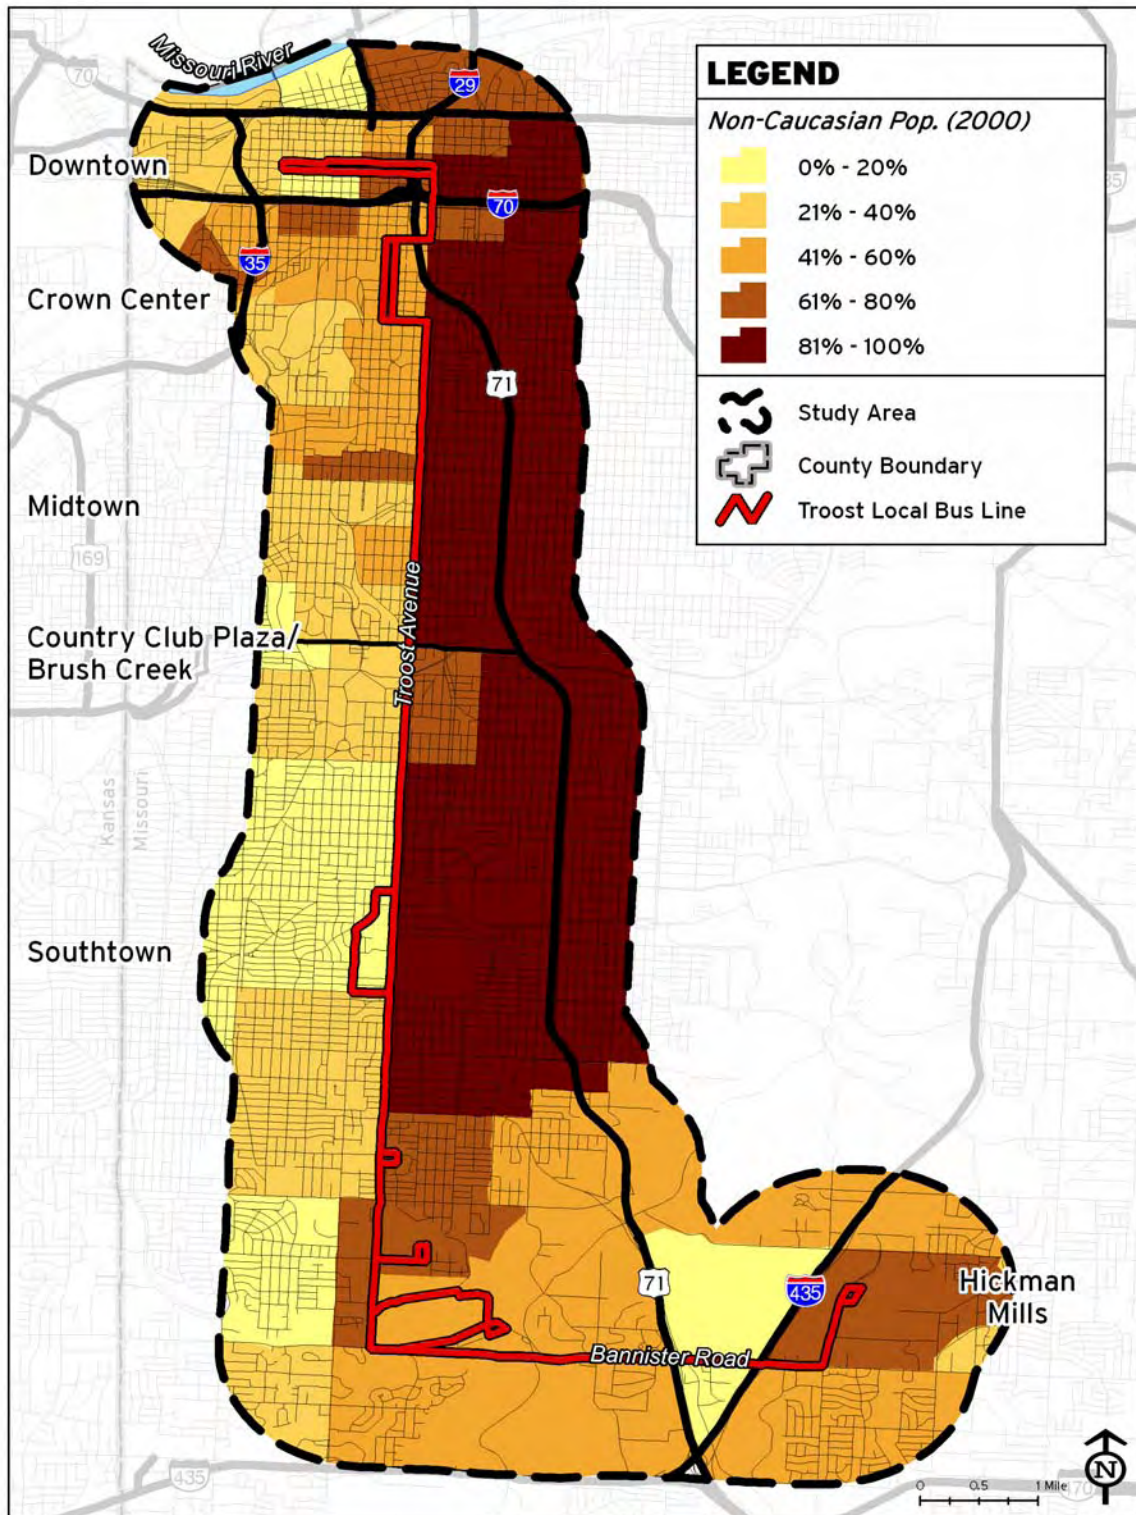 Missouri River
70
29
LEGEND
Non-Caucasian Pop. (2000)
0% - 20%
21% - 40%
41% - 60%
61% - 80%
81% - 100%
Study Area
County Boundary
Troost Local Bus Line
Downtown
70
35
35
Crown Center
71
Midtown
169
Troost Avenue
Country Club Plaza/
Brush Creek
Kansas
Missouri
Southtown
71
435
Hickman
Mills
Bannister Road
435
470
0 0.5 1 Mile
N